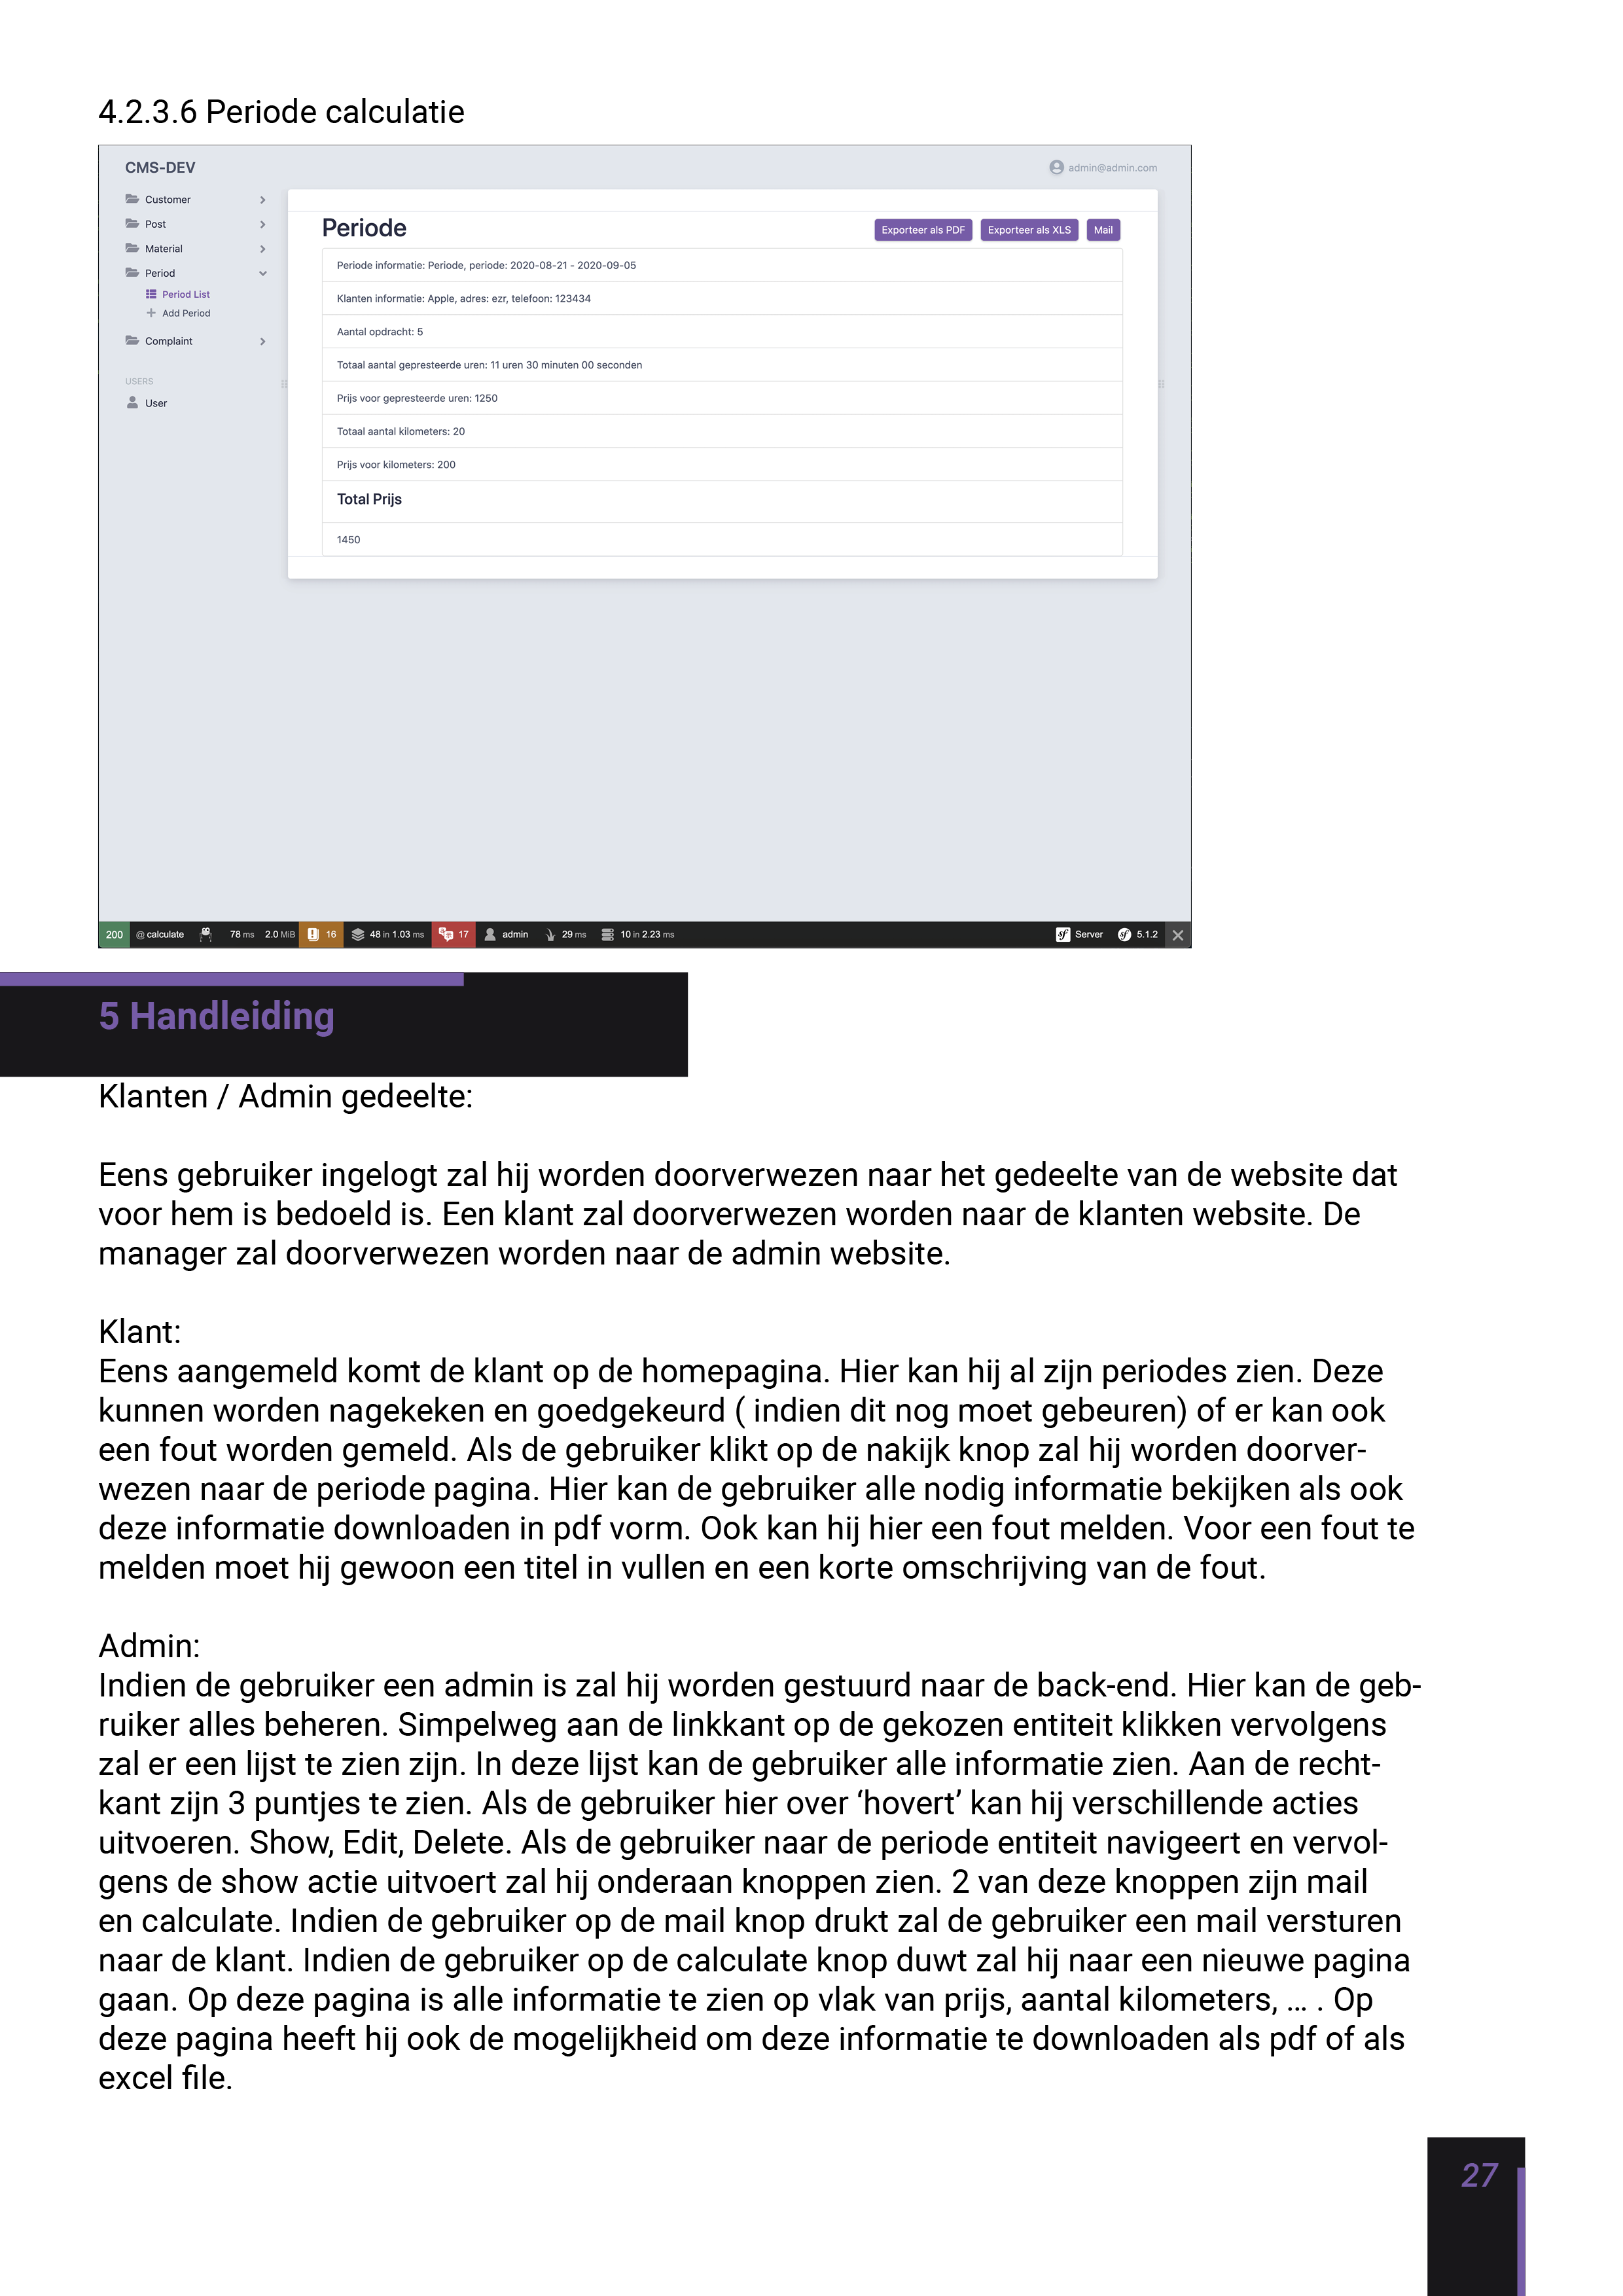 4.2.3.6 Periode calculatie
CMS-DEV
admin@admin.com
Customer
Post
Material
Period
Period List
Add Period
Complaint
USERS
User
Periode
Exporteer als PDF
Exporteer als XLS
Mail
Periode informatie: Periode, periode: 2020-08-21 - 2020-09-05
Klanten informatie: Apple, adres: ezr, telefoon: 123434
Aantal opdracht: 5
Totaal aantal gepresteerde uren: 11 uren 30 minuten 00 seconden
Prijs voor gepresteerde uren: 1250
Totaal aantal kilometers: 20
Prijs voor kilometers: 200
Total Prijs
1450
200 @ calculate 78 ms 2.0 MiB 16 48 in 1.03 ms 17 admin 29 ms 10 in 2.23 ms sf Server sf 5.1.2
5 Handleiding
Klanten / Admin gedeelte:
Eens gebruiker ingelogt zal hij worden doorverwezen naar het gedeelte van de website dat
voor hem is bedoeld is. Een klant zal doorverwezen worden naar de klanten website. De
manager zal doorverwezen worden naar de admin website.
Klant:
Eens aangemeld komt de klant op de homepagina. Hier kan hij al zijn periodes zien. Deze
kunnen worden nagekeken en goedgekeurd ( indien dit nog moet gebeuren) of er kan ook
een fout worden gemeld. Als de gebruiker klikt op de nakijk knop zal hij worden doorver-
wezen naar de periode pagina. Hier kan de gebruiker alle nodig informatie bekijken als ook
deze informatie downloaden in pdf vorm. Ook kan hij hier een fout melden. Voor een fout te
melden moet hij gewoon een titel in vullen en een korte omschrijving van de fout.
Admin:
Indien de gebruiker een admin is zal hij worden gestuurd naar de back-end. Hier kan de geb-
ruiker alles beheren. Simpelweg aan de linkkant op de gekozen entiteit klikken vervolgens
zal er een lijst te zien zijn. In deze lijst kan de gebruiker alle informatie zien. Aan de recht-
kant zijn 3 puntjes te zien. Als de gebruiker hier over ‘hovert’ kan hij verschillende acties
uitvoeren. Show, Edit, Delete. Als de gebruiker naar de periode entiteit navigeert en vervol-
gens de show actie uitvoert zal hij onderaan knoppen zien. 2 van deze knoppen zijn mail
en calculate. Indien de gebruiker op de mail knop drukt zal de gebruiker een mail versturen
naar de klant. Indien de gebruiker op de calculate knop duwt zal hij naar een nieuwe pagina
gaan. Op deze pagina is alle informatie te zien op vlak van prijs, aantal kilometers, ... . Op
deze pagina heeft hij ook de mogelijkheid om deze informatie te downloaden als pdf of als
excel file.
27